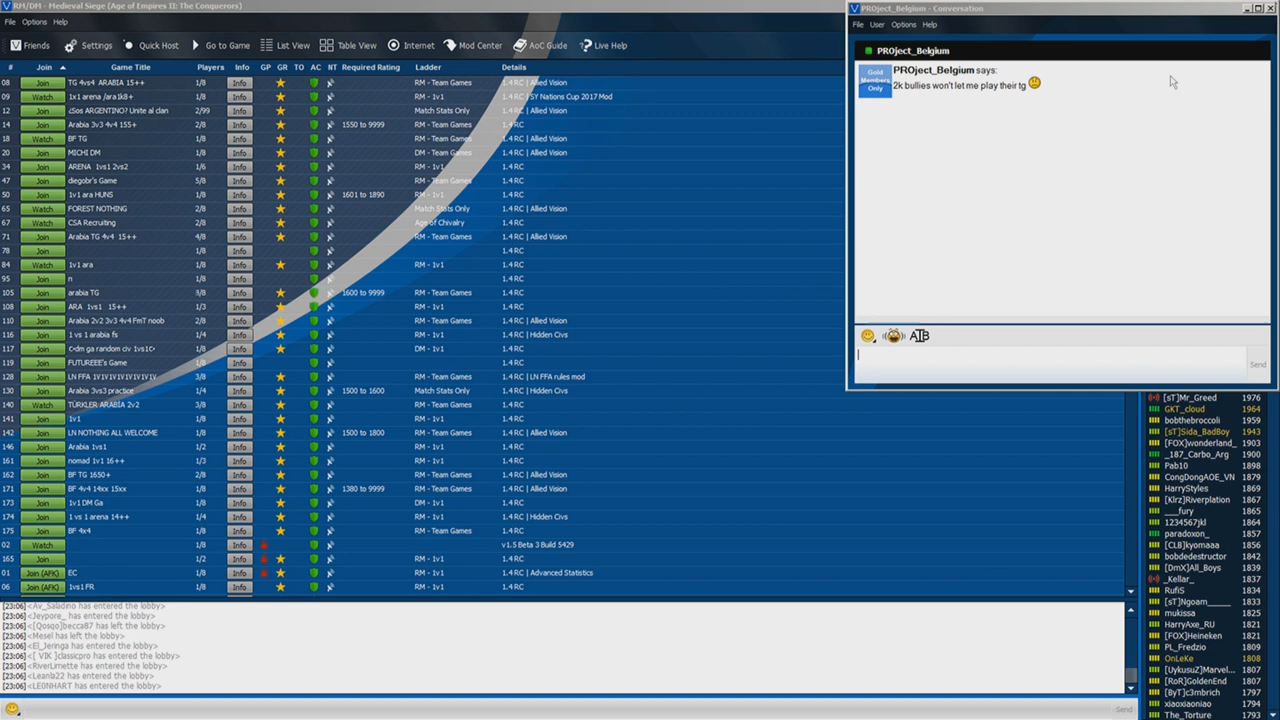 RM/DM - Medieval Siege (Age of Empires II: The Conquerors)
File Options Help
Friends Settings Quick Host Go to Game List View Table View Internet Mod Center AoC Guide Live Help
# Join Game Title Players Info GP GR TO AC NT Required Rating Ladder Details
08 Join TG 4vs4 ARABIA 15++ 1/8 Info RM - Team Games 1.4 RC | Allied Vision
09 Watch 1x1 arena /ara1k8+ 1/8 Info RM - 1v1 SY Nations Cup 2017 Mod
12 Join ¿Sos ARGENTINO? Unite al clan 2/99 Info Match Stats Only 1.4 RC | Allied Vision
14 Join Arabia 3v3 4v4 155+ 1/8 Info 1550 to 9999 RM - Team Games 1.4 RC
18 Watch BF TG 1/8 Info RM - Team Games 1.4 RC | Allied Vision
20 Join MICHI DM 1/8 Info DM - Team Games 1.4 RC | Allied Vision
34 Join ARENA 1vs1 2vs2 1/6 Info RM - 1v1 1.4 RC
47 Join diegobr's Game 5/8 Info RM - Team Games 1.4 RC
50 Join 1v1 ara HUNS 1/8 Info 1601 to 1890 RM - 1v1 1.4 RC
65 Watch FOREST NOTHING 2/8 Info Match Stats Only 1.4 RC | Allied Vision
67 Watch CSA Recruiting 2/8 Info Age of Chivalry 1.4 RC
71 Join Arabia TG 4v4 15++ 4/8 Info RM - Team Games 1.4 RC | Allied Vision
78 Join 1/8 Info 1.4 RC
84 Watch 1v1 ara 1/8 Info RM - 1v1 1.4 RC
95 Join n 1/8 Info 1.4 RC
105 Join arabia TG /8 Info 1600 to 9999 RM - Team Games 1.4 RC
108 Join ARA 1vs1 15++ 1/3 Info RM - 1v1 1.4 RC
110 Join Arabia 2v2 3v3 4v4 FmT noob 2/8 Info RM - Team Games 1.4 RC | Allied Vision
116 Join 1 vs 1 arabia fs 1/4 Info RM - 1v1 1.4 RC | Hidden Civs
117 Join C•dm ga random civ 1vs1C• 1/8 Info DM - 1v1 1.4 RC
119 Join FUTUREEE's Game 1/8 Info 1.4 RC
128 Join LN FFA 1V1V1V1V1V1V1V1 3/8 Info RM - Team Games 1.4 RC | LN FFA rules mod
130 Join Arabia 3vs3 practice 1/4 Info 1500 to 1600 Match Stats Only 1.4 RC | Hidden Civs
140 Watch TÜRKLER ARABIA 2v2 3/8 Info RM - Team Games 1.4 RC
141 Join 1v1 1/8 Info RM - 1v1 1.4 RC
142 Join LN NOTHING ALL WELCOME 1/8 Info 1500 to 1800 RM - Team Games 1.4 RC | Allied Vision
146 Join Arabia 1vs1 1/2 Info RM - 1v1 1.4 RC
161 Join nomad 1v1 16++ 1/3 Info RM - 1v1 1.4 RC
162 Join BF TG 1650+ 2/8 Info RM - Team Games 1.4 RC | Allied Vision
171 Join BF 4v4 14xx 15xx 1/8 Info 1380 to 9999 RM - Team Games 1.4 RC | Allied Vision
173 Join 1v1 DM Ga 1/8 Info DM - 1v1 1.4 RC
174 Join 1 vs 1 arena 14++ 1/4 Info RM - 1v1 1.4 RC | Hidden Civs
175 Join BF 4x4 1/8 Info RM - Team Games 1.4 RC
02 Watch 1/8 Info v1.5 Beta 3 Build 5429
165 Join 1/2 Info RM - 1v1 1.4 RC
01 Join (AFK) EC 1/8 Info RM - 1v1 1.4 RC | Advanced Statistics
06 Join (AFK) 1vs1 FR 1/8 Info RM - 1v1 1.4 RC
[23:06] <Av_Saladino has entered the lobby>
[23:06] <Jeypore_ has entered the lobby>
[23:06] <[Qosqo]becca87 has left the lobby>
[23:06] <Mesel has left the lobby>
[23:06] <El_Jeringa has entered the lobby>
[23:06] <[ VIK ]classicpro has entered the lobby>
[23:06] <RiverLimette has entered the lobby>
[23:06] <Leanla22 has entered the lobby>
[23:06] <LE0NHART has entered the lobby>
Send
PROject_Belgium - Conversation
File User Options Help
PROject_Belgium
Gold Members Only
PROject_Belgium says:
2k bullies won't let me play their tg
Send
[sT]Mr_Greed 1976
GKT_cloud 1964
bobthebroccoli 1959
[sT]Sida_BadBoy 1943
[FOX]wonderland_ 1903
_187_Carbo_Arg 1900
Pab10 1898
CongDongAOE_VN 1879
HarryStyles 1869
[Klrz]Riverplation 1867
___fury 1865
1234567jkl 1864
paradoxon_ 1857
[CLB]kyomaaa 1856
bobdedestructor 1842
[DmX]All_Boys 1839
_Kellar_ 1837
RufiS 1834
[sT]Ngoam_____ 1833
mukissa 1825
HarryAxe_RU 1821
[FOX]Heineken 1821
PL_Fredzio 1809
OnLeKe 1808
[UykusuZ]Marvel... 1807
[RoR]GoldenEnd 1807
[ByT]c3mbrich 1797
xiaoxiaoniao 1794
The_Torture 1793